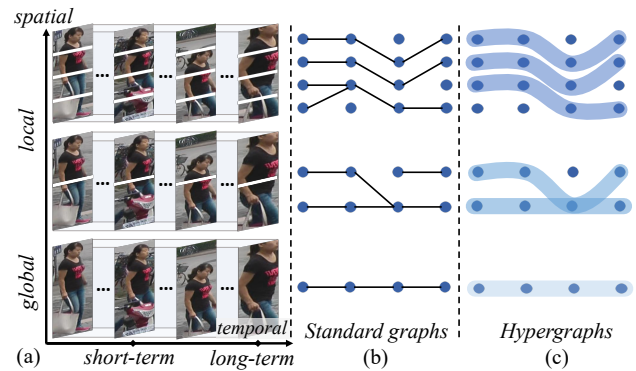 spatial
local
global
temporal
short-term
long-term
(a)
Standard graphs
(b)
Hypergraphs
(c)